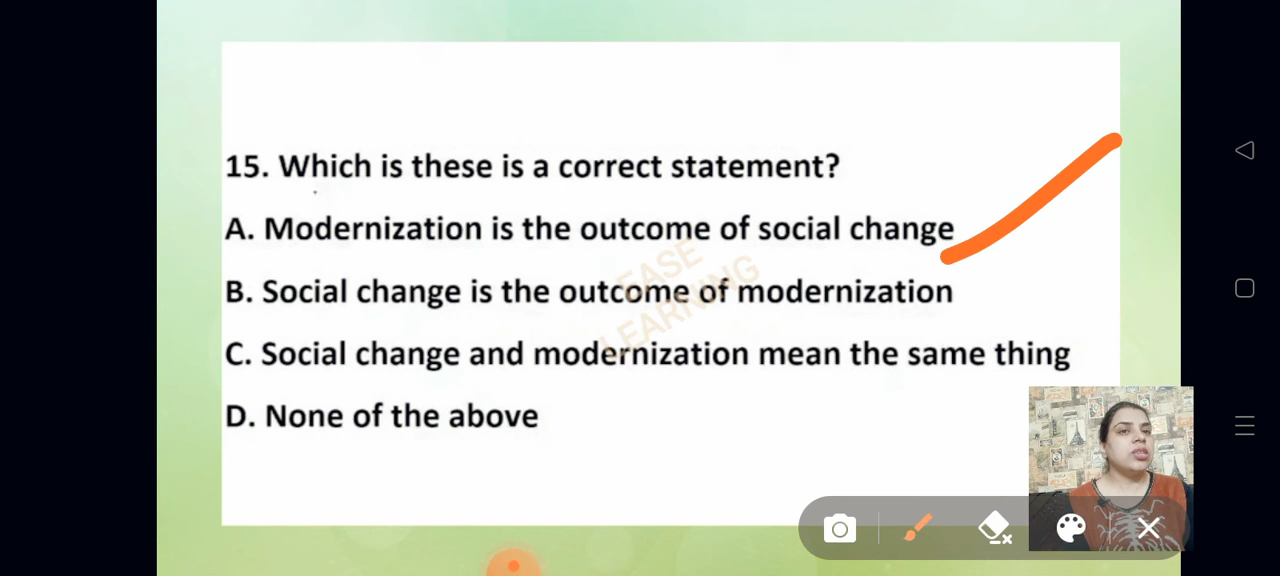 15. Which is these is a correct statement?
A. Modernization is the outcome of social change
B. Social change is the outcome of modernization
C. Social change and modernization mean the same thing
D. None of the above
EASE
LEARNING